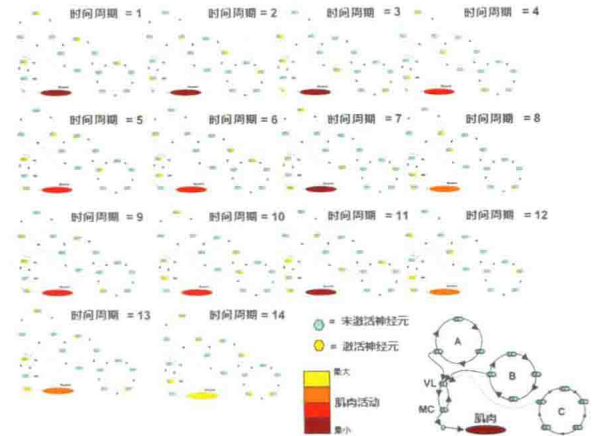 时间周期 = 1
时间周期 = 2
时间周期 = 3
时间周期 = 4
时间周期 = 5
时间周期 = 6
时间周期 = 7
时间周期 = 8
时间周期 = 9
时间周期 = 10
时间周期 = 11
时间周期 = 12
时间周期 = 13
时间周期 = 14
= 未激活神经元
= 激活神经元
最大
肌肉活动
最小
A
B
C
VL
MC
肌肉